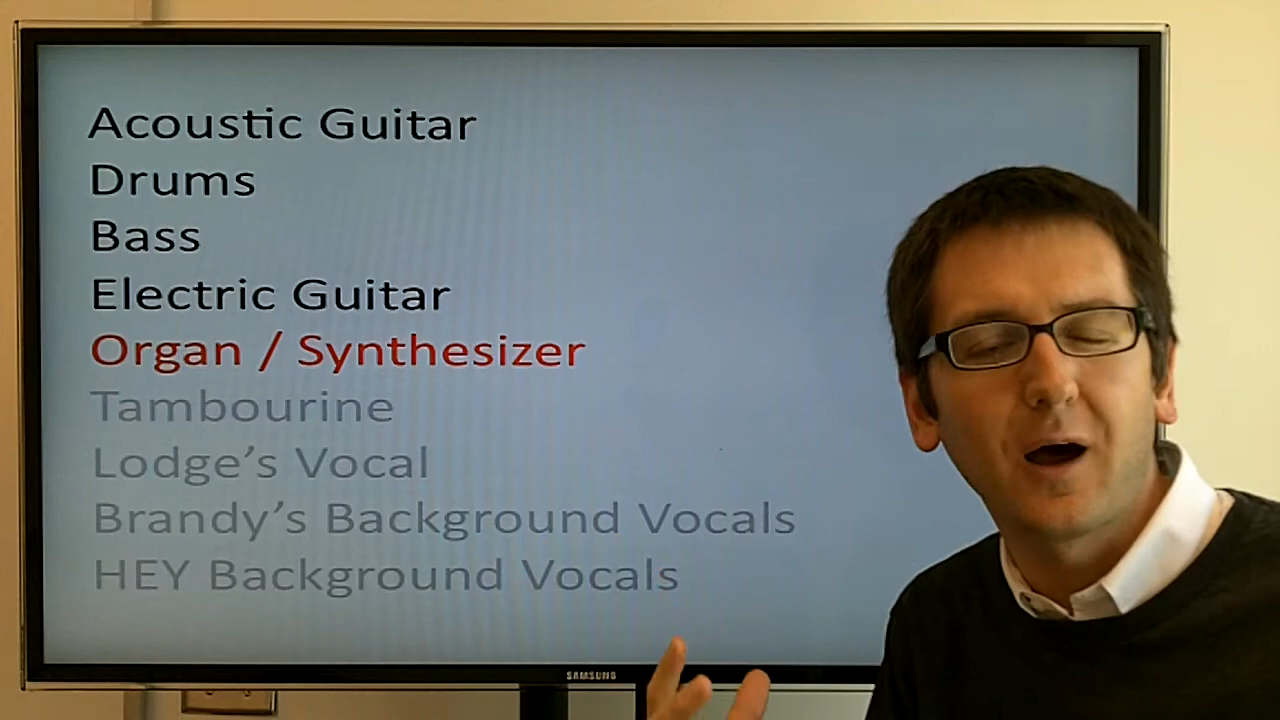 Acoustic Guitar
Drums
Bass
Electric Guitar
Organ / Synthesizer
Tambourine
Lodge's Vocal
Brandy's Background Vocals
HEY Background Vocals
SAMSUNG